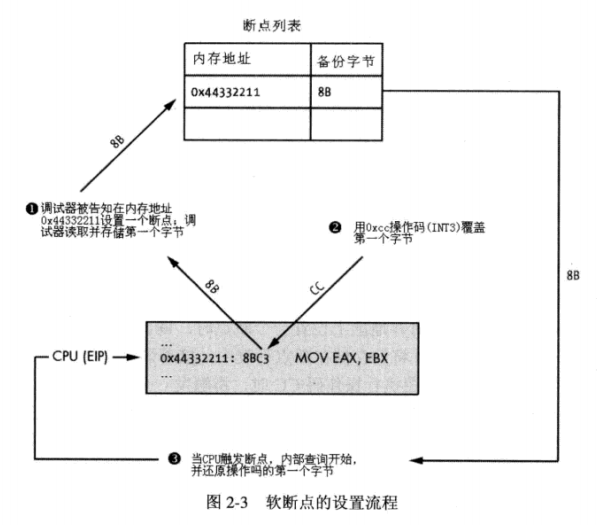 断点列表
内存地址 备份字节
0x44332211 8B
8B
❶调试器被告知在内存地址
0x44332211设置一个断点；调
试器读取并存储第一个字节
❷ 用0xcc操作码(INT3)覆盖
第一个字节
8B
8B
CC
...
CPU (EIP)
0x44332211: 8BC3 MOV EAX, EBX
...
❸ 当CPU触发断点，内部查询开始，
并还原操作吗的第一个字节
图 2-3 软断点的设置流程